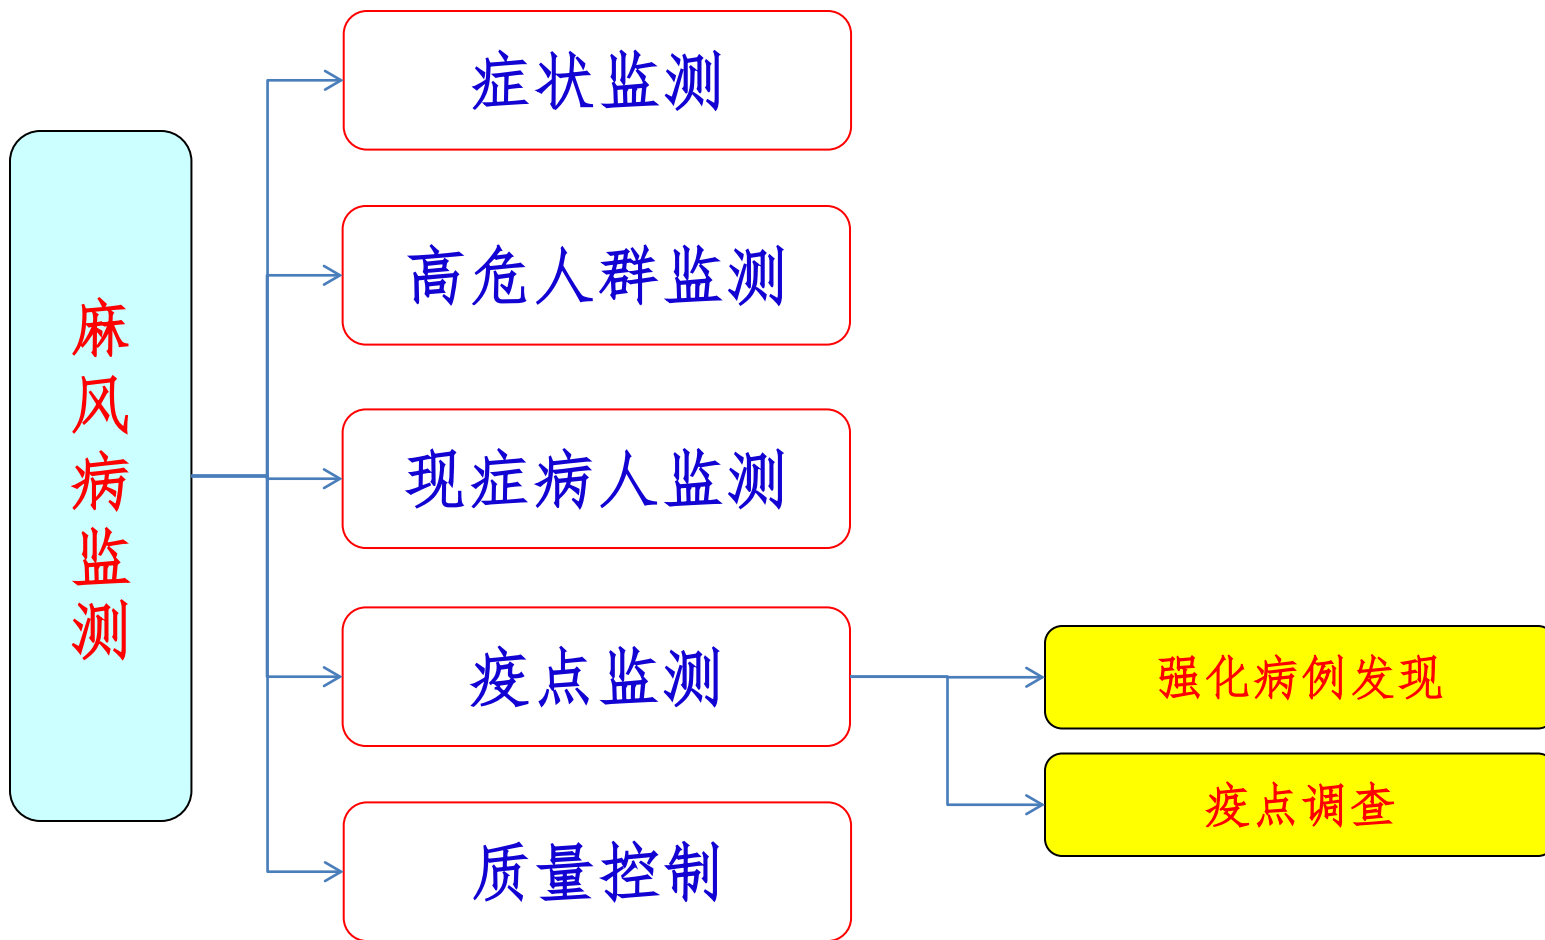 麻风病监测
症状监测
高危人群监测
现症病人监测
疫点监测
强化病例发现
疫点调查
质量控制